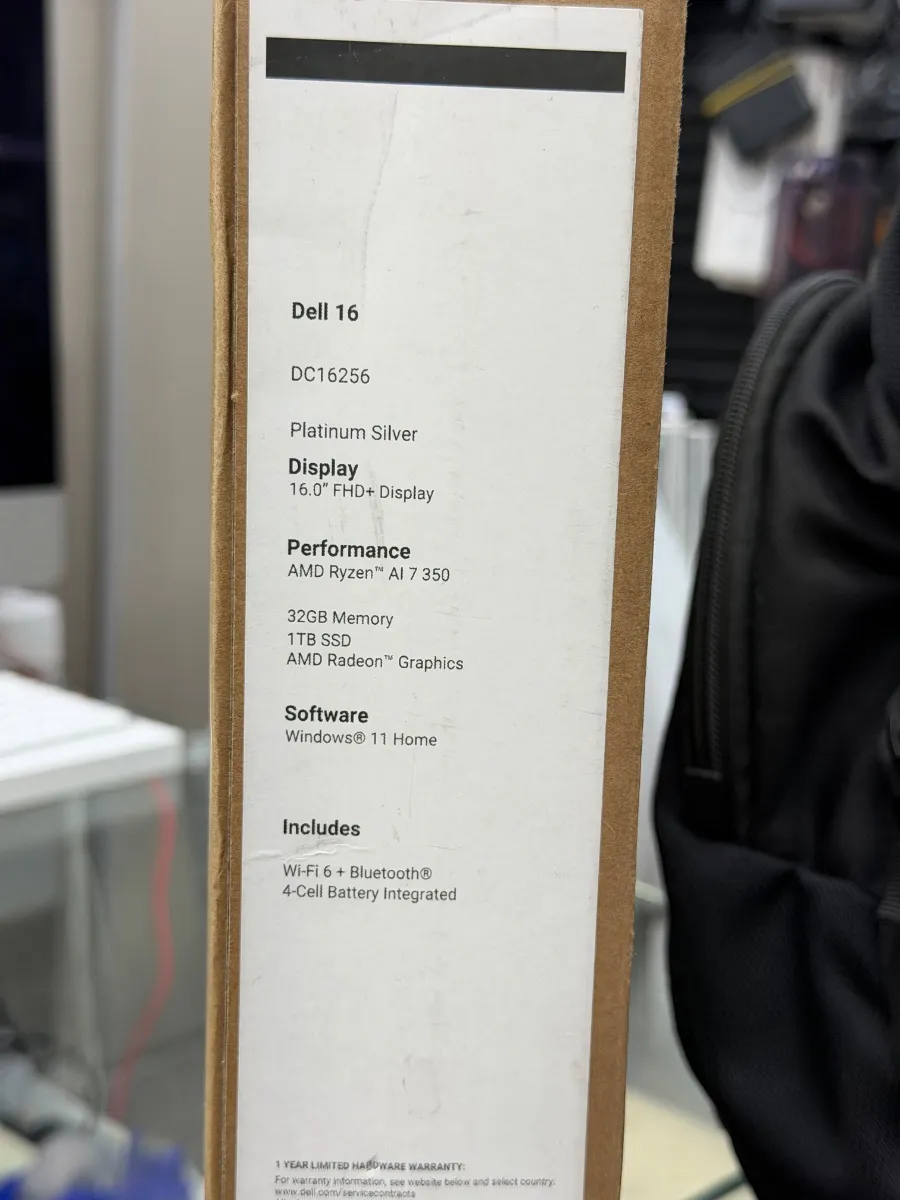 Dell 16
DC16256
Platinum Silver
Display
16.0" FHD+ Display
Performance
AMD Ryzen™ AI 7 350
32GB Memory
1TB SSD
AMD Radeon™ Graphics
Software
Windows® 11 Home
Includes
Wi-Fi 6 + Bluetooth®
4-Cell Battery Integrated
1 YEAR LIMITED HARDWARE WARRANTY:
For warranty information, see website below and select country:
www.dell.com/servicecontracts